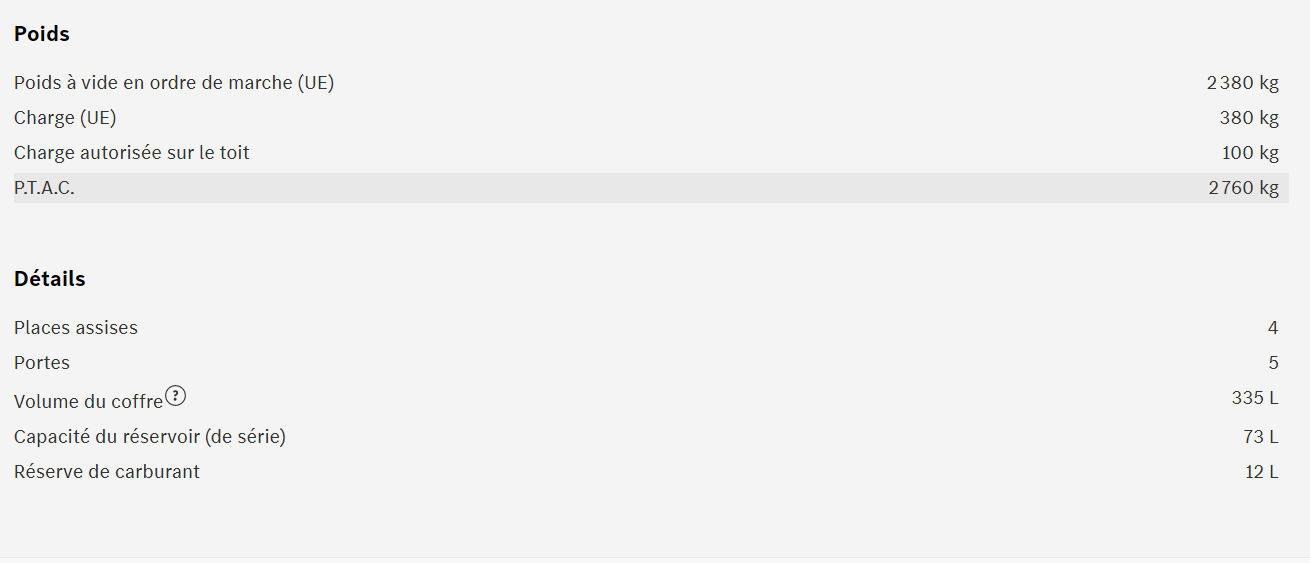 Poids
Poids à vide en ordre de marche (UE) 2 380 kg
Charge (UE) 380 kg
Charge autorisée sur le toit 100 kg
P.T.A.C. 2 760 kg
Détails
Places assises 4
Portes 5
Volume du coffre ? 335 L
Capacité du réservoir (de série) 73 L
Réserve de carburant 12 L